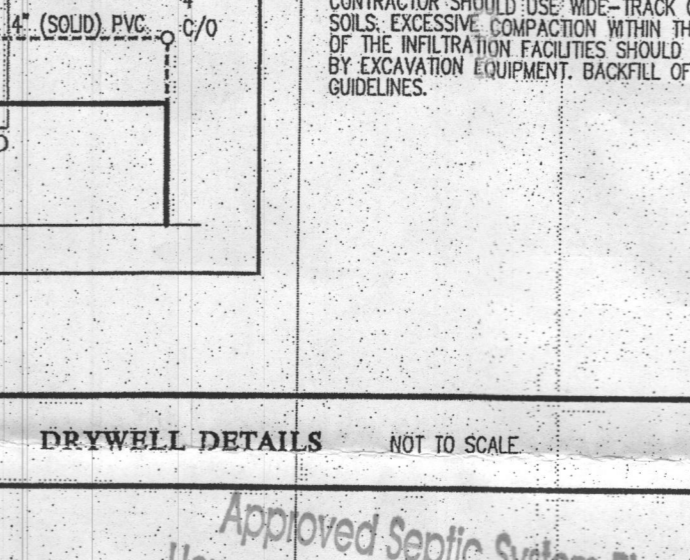 4" (SOLID) PVC
4"
C/O
CONTRACTOR SHOULD USE WIDE-TRACK
SOILS. EXCESSIVE COMPACTION WITHIN TH
OF THE INFILTRATION FACILITIES SHOULD
BY EXCAVATION EQUIPMENT. BACKFILL OF
GUIDELINES.
DRYWELL DETAILS NOT TO SCALE
Approved Septic